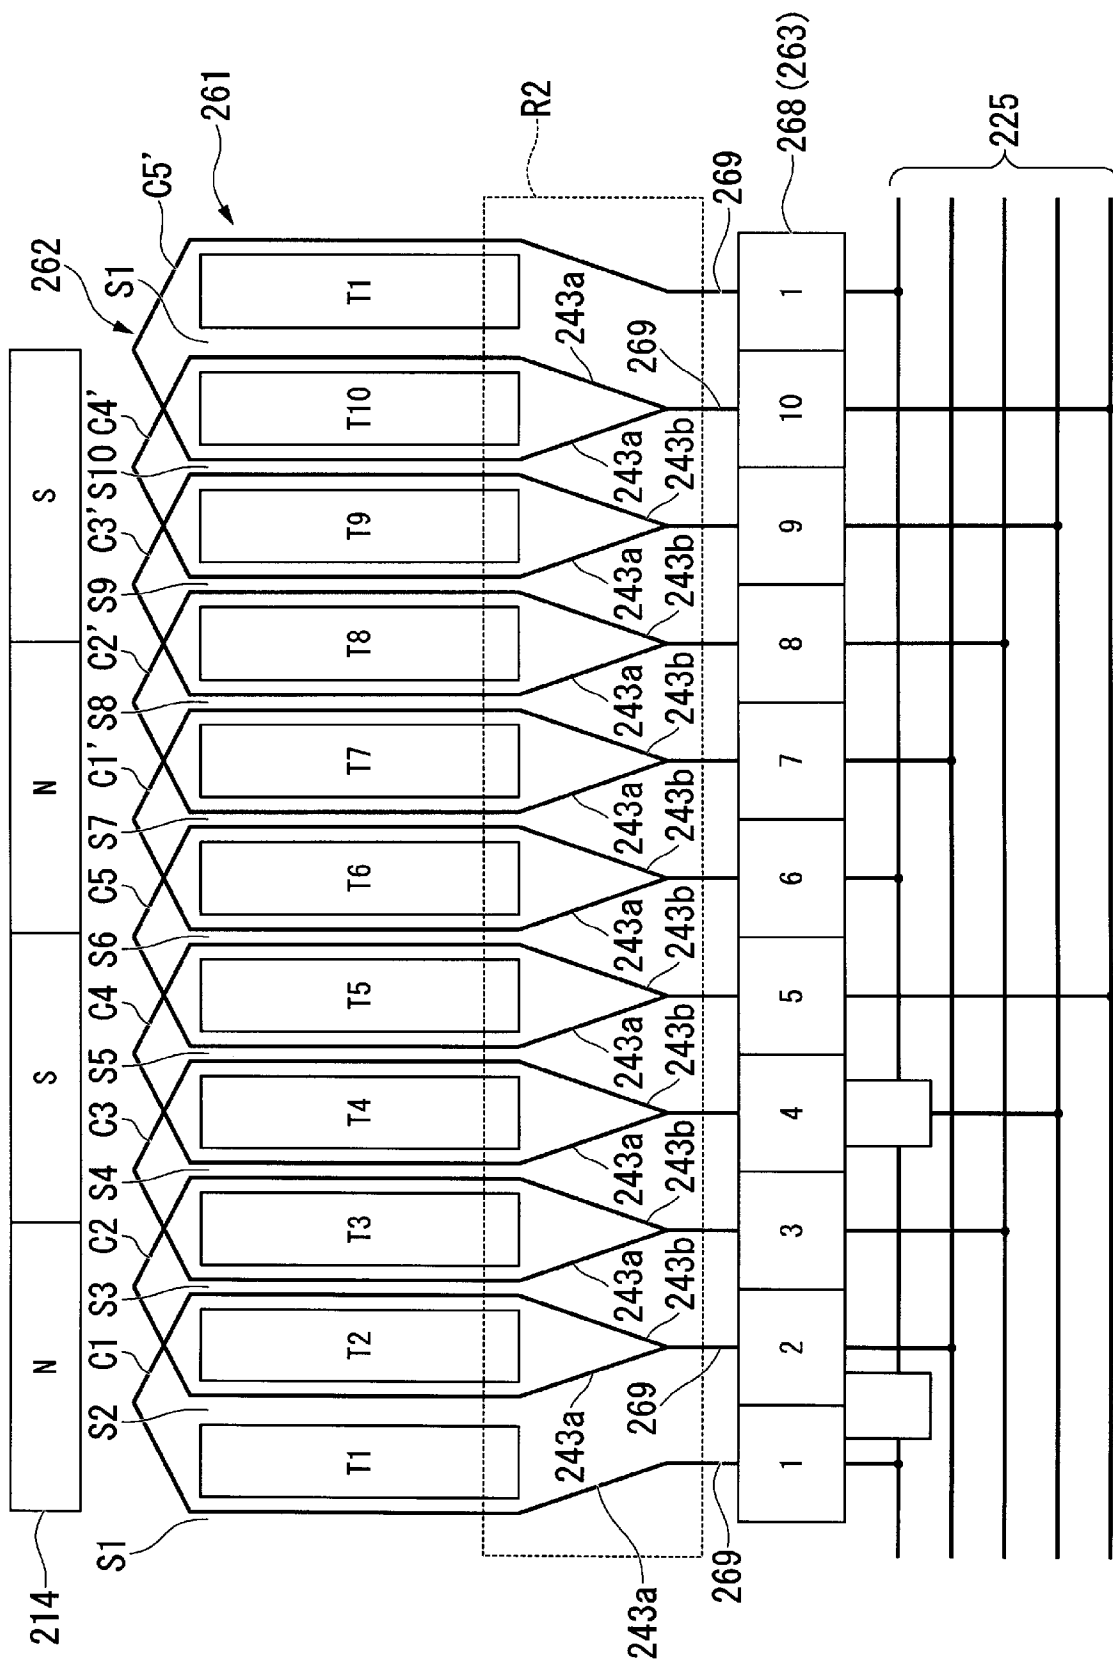 214 N S N S 262
S1 S2 C1 S3 C2 S4 C3 S5 C4 S6 C5 S7 C1' S8 C2' S9 C3' S10 C4' S1 C5'
261
T1 T2 T3 T4 T5 T6 T7 T8 T9 T10 T1
R2
243a 243a
243a 243a 243a 243a 243a 243a 243a 243a 243a
243b 243b 243b 243b 243b 243b 243b 243b
269 269 269 269
1 2 3 4 5 6 7 8 9 10 1 268(263)
225